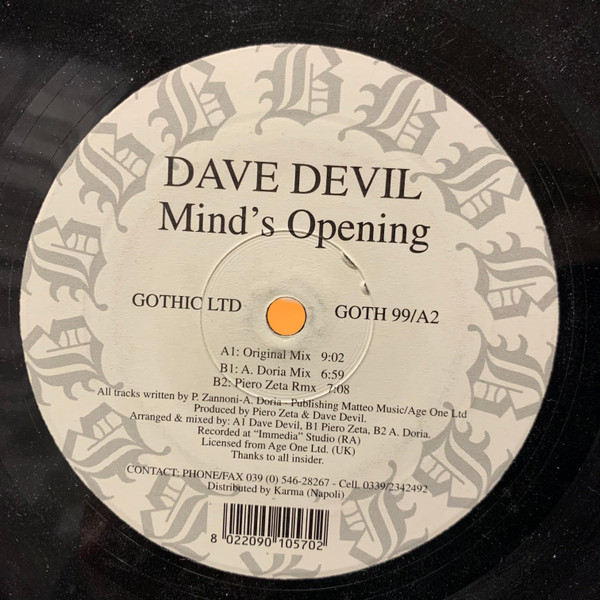 DAVE DEVIL
Mind's Opening
GOTHIC LTD
GOTH 99/A2
A1: Original Mix 9:02
B1: A. Doria Mix 6:59
B2: Piero Zeta Rmx 7:08
All tracks written by P. Zannoni-A. Doria - Publishing Matteo Music/Age One Ltd
Produced by Piero Zeta & Dave Devil.
Arranged & mixed by: A1 Dave Devil, B1 Piero Zeta, B2 A. Doria.
Recorded at "Immedia" Studio (RA)
Licensed from Age One Ltd. (UK)
Thanks to all insider.
CONTACT: PHONE/FAX 039 (0) 546-28267 - Cell. 0339/2342492
Distributed by Karma (Napoli)
8 022090 105702